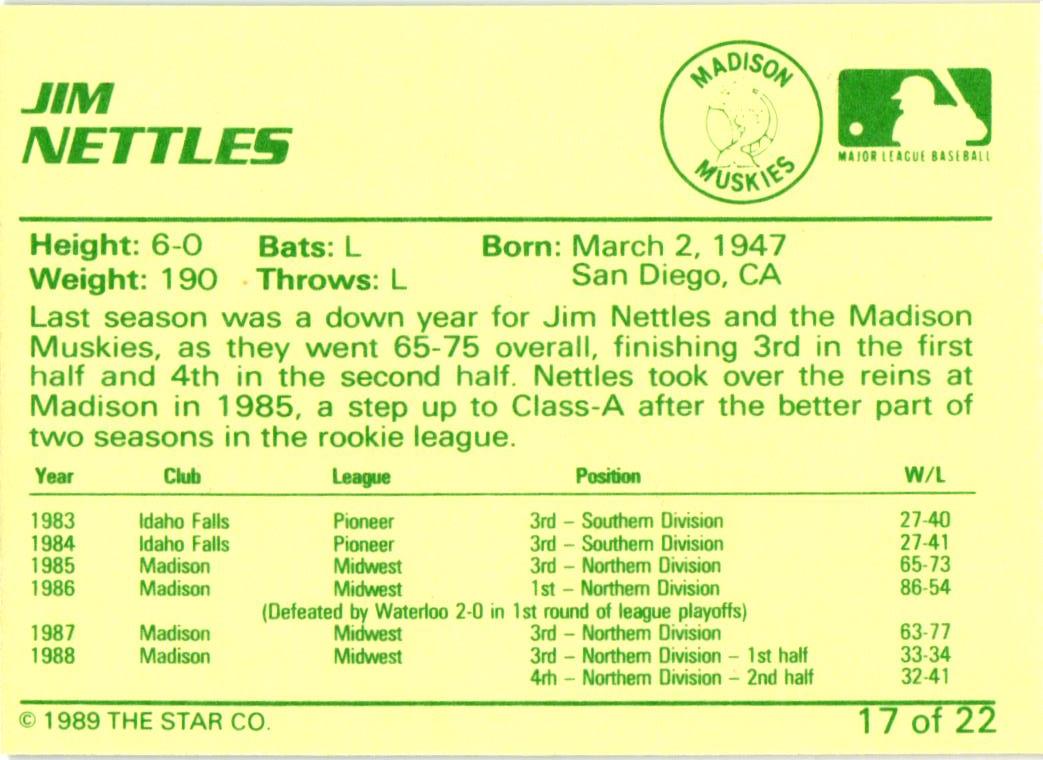 JIM
NETTLES
MADISON
MUSKIES
MAJOR LEAGUE BASEBALL
Height: 6-0 Bats: L Born: March 2, 1947
Weight: 190 Throws: L San Diego, CA
Last season was a down year for Jim Nettles and the Madison
Muskies, as they went 65-75 overall, finishing 3rd in the first
half and 4th in the second half. Nettles took over the reins at
Madison in 1985, a step up to Class-A after the better part of
two seasons in the rookie league.
Year Club League Position W/L
1983 Idaho Falls Pioneer 3rd – Southern Division 27-40
1984 Idaho Falls Pioneer 3rd – Southern Division 27-41
1985 Madison Midwest 3rd – Northern Division 65-73
1986 Madison Midwest 1st – Northern Division 86-54
(Defeated by Waterloo 2-0 in 1st round of league playoffs)
1987 Madison Midwest 3rd – Northern Division 63-77
1988 Madison Midwest 3rd – Northern Division – 1st half 33-34
4rh – Northern Division – 2nd half 32-41
© 1989 THE STAR CO. 17 of 22